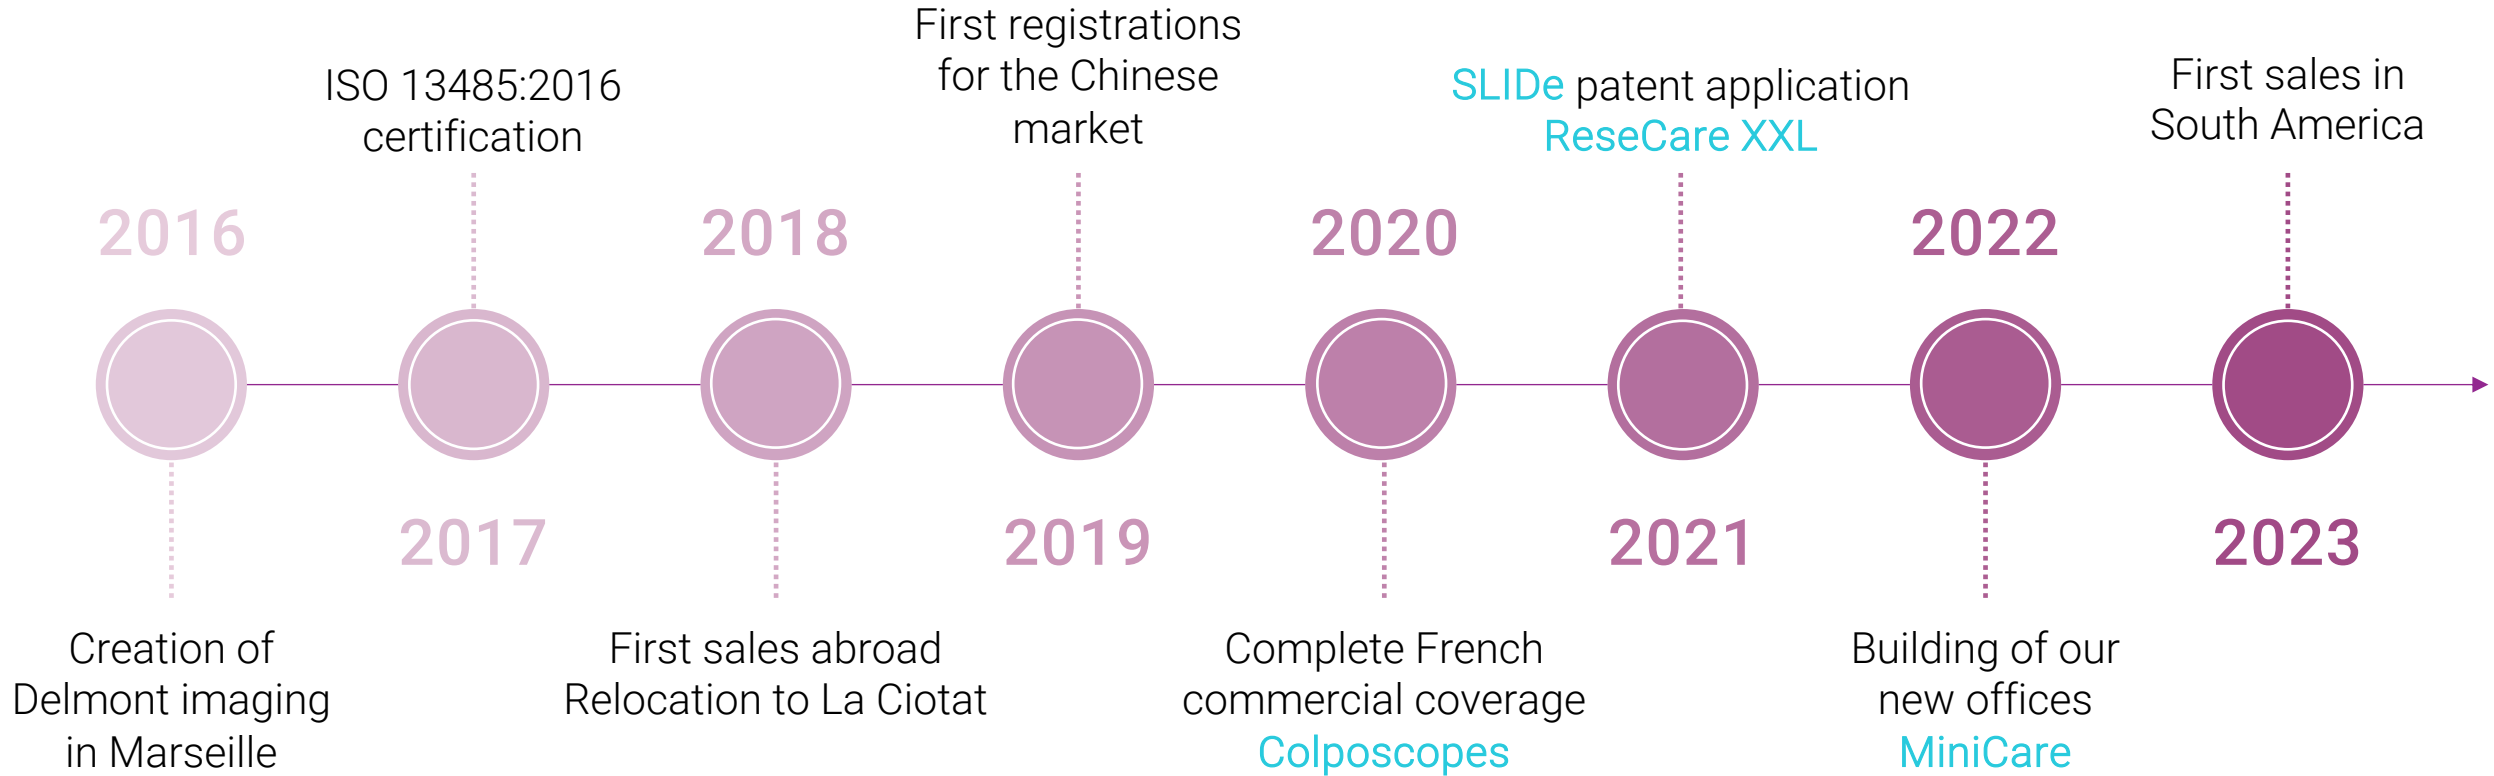 2016
Creation of
Delmont imaging
in Marseille
ISO 13485:2016
certification
2017
2018
First sales abroad
Relocation to La Ciotat
First registrations
for the Chinese
market
2019
2020
Complete French
commercial coverage
Colposcopes
SLIDe patent application
ReseCare XXL
2021
2022
Building of our
new offices
MiniCare
First sales in
South America
2023